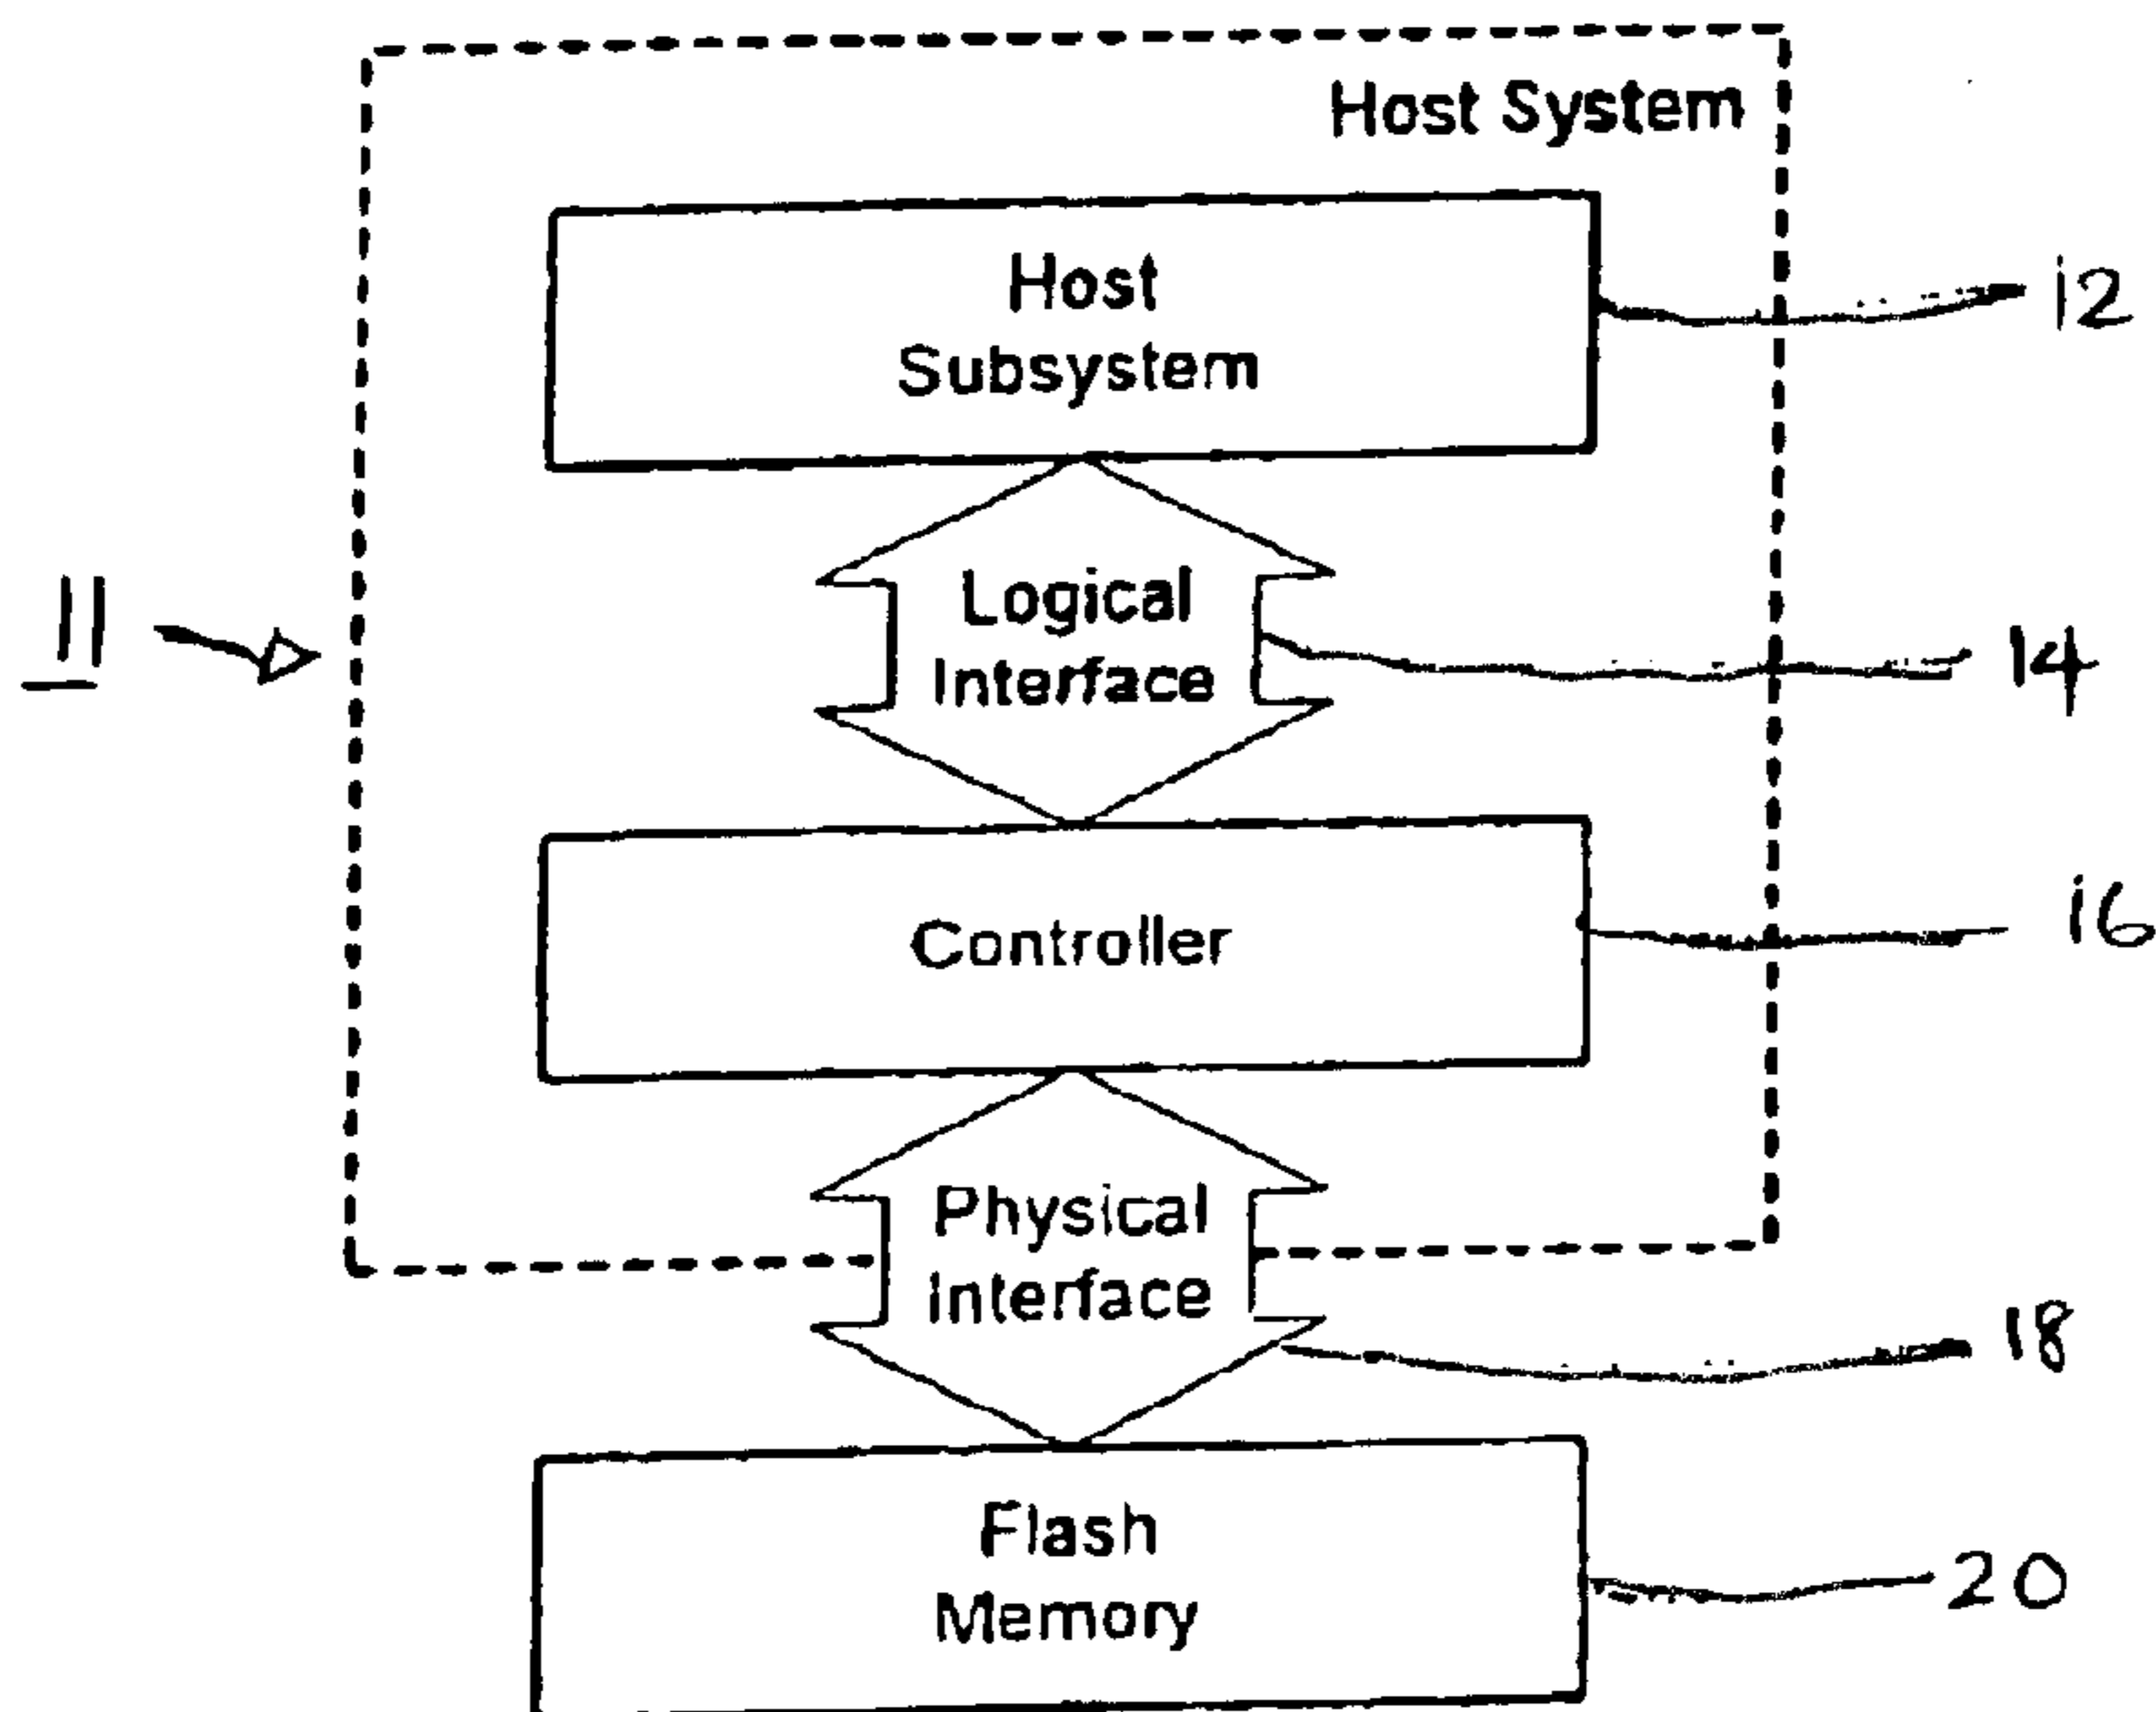 Host System
Host
Subsystem
12
11
Logical
Interface
14
Controller
16
Physical
Interface
18
Flash
Memory
20